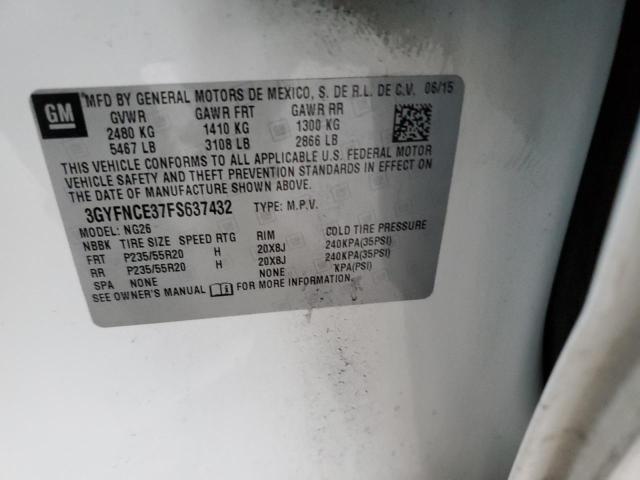 GM MFD BY GENERAL MOTORS DE MEXICO, S. DE R.L. DE C.V. 06/15
GVWR GAWR FRT GAWR RR
2480 KG 1410 KG 1300 KG
5467 LB 3108 LB 2866 LB
THIS VEHICLE CONFORMS TO ALL APPLICABLE U.S. FEDERAL MOTOR
VEHICLE SAFETY AND THEFT PREVENTION STANDARDS IN EFFECT ON
THE DATE OF MANUFACTURE SHOWN ABOVE.
3GYFNCE37FS637432 TYPE: M.P.V.
MODEL: NG26
NBBK TIRE SIZE SPEED RTG RIM COLD TIRE PRESSURE
FRT P235/55R20 H 20X8J 240KPA(35PSI)
RR P235/55R20 H 20X8J 240KPA(35PSI)
SPA NONE NONE KPA(PSI)
SEE OWNER'S MANUAL FOR MORE INFORMATION.